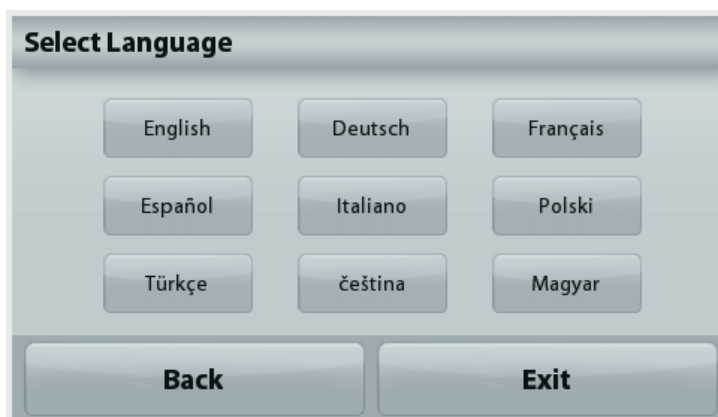 Select Language
English Deutsch Français
Español Italiano Polski
Türkçe čeština Magyar
Back Exit